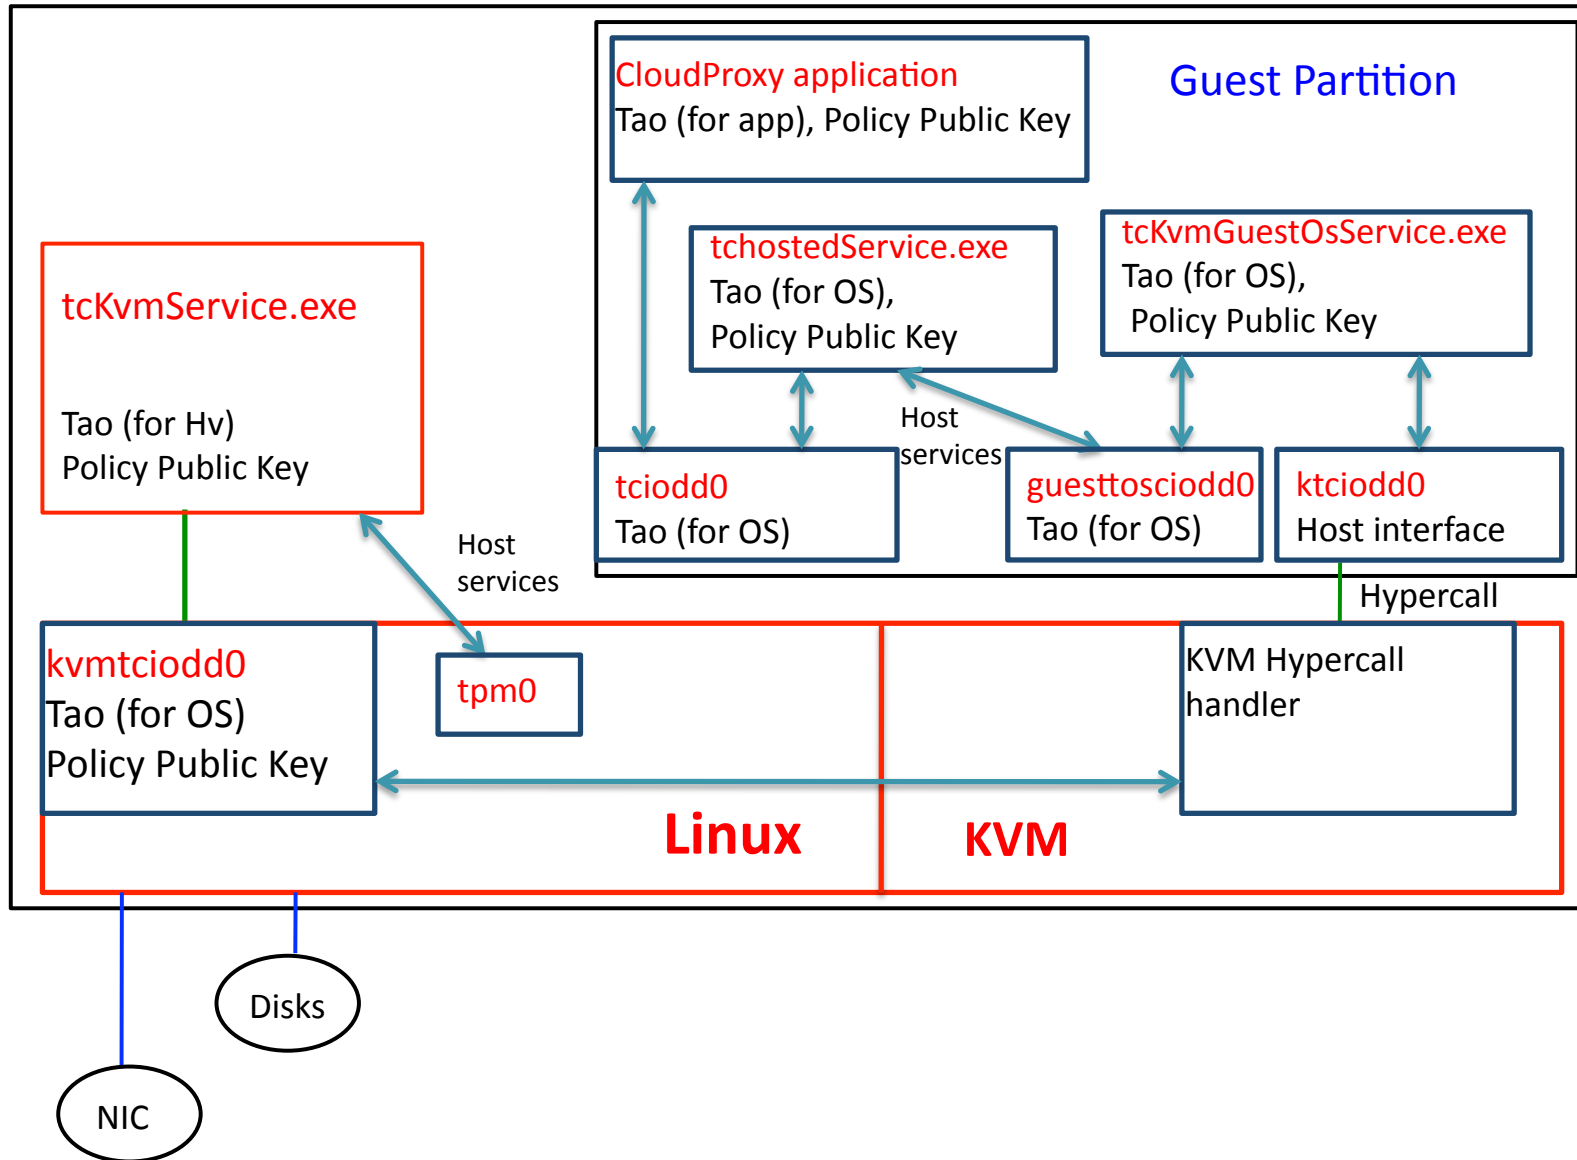 CloudProxy application
Tao (for app), Policy Public Key
Guest Partition
tchostedService.exe
Tao (for OS),
Policy Public Key
tcKvmGuestOsService.exe
Tao (for OS),
Policy Public Key
tcKvmService.exe
Tao (for Hv)
Policy Public Key
Host
services
tciodd0
Tao (for OS)
guesttosciodd0
Tao (for OS)
ktciodd0
Host interface
Host
services
Hypercall
kvmtciodd0
Tao (for OS)
Policy Public Key
tpm0
KVM Hypercall
handler
Linux
KVM
Disks
NIC